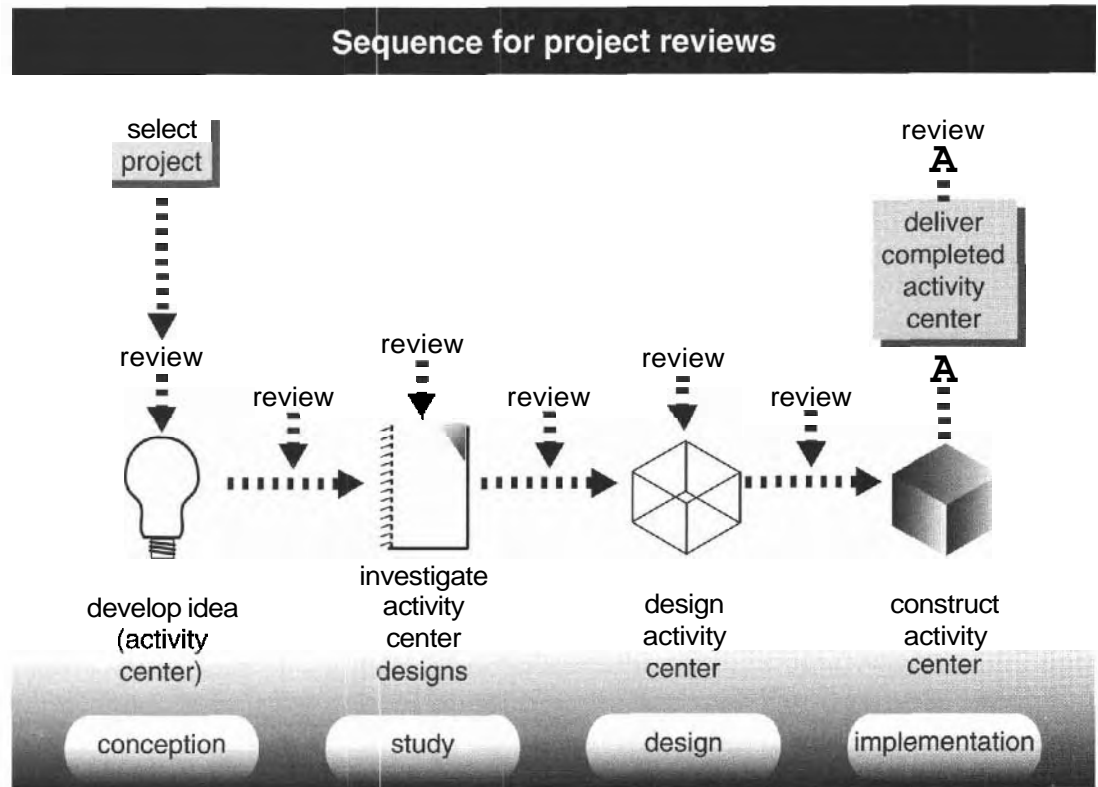 Sequence for project reviews
select
project
review
review
review
review
review
review
review
A
deliver
completed
activity
center
A
develop idea
(activity
center)
investigate
activity
center
designs
design
activity
center
construct
activity
center
conception
study
design
implementation